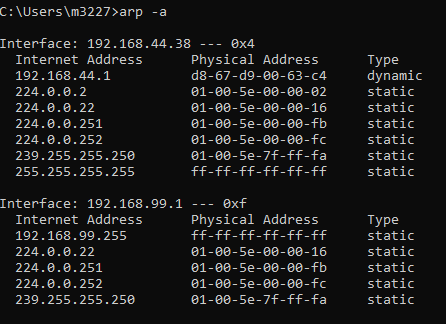 C:\Users\m3227>arp -a
Interface: 192.168.44.38 --- 0x4
Internet Address Physical Address Type
192.168.44.1 d8-67-d9-00-63-c4 dynamic
224.0.0.2 01-00-5e-00-00-02 static
224.0.0.22 01-00-5e-00-00-16 static
224.0.0.251 01-00-5e-00-00-fb static
224.0.0.252 01-00-5e-00-00-fc static
239.255.255.250 01-00-5e-7f-ff-fa static
255.255.255.255 ff-ff-ff-ff-ff-ff static
Interface: 192.168.99.1 --- 0xf
Internet Address Physical Address Type
192.168.99.255 ff-ff-ff-ff-ff-ff static
224.0.0.22 01-00-5e-00-00-16 static
224.0.0.251 01-00-5e-00-00-fb static
224.0.0.252 01-00-5e-00-00-fc static
239.255.255.250 01-00-5e-7f-ff-fa static